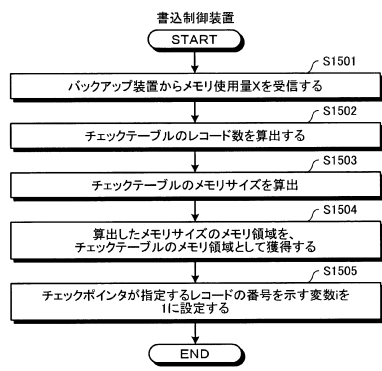 書込制御装置
START
S1501
バックアップ装置からメモリ使用量Xを受信する
S1502
チェックテーブルのレコード数を算出する
S1503
チェックテーブルのメモリサイズを算出
S1504
算出したメモリサイズのメモリ領域を、
チェックテーブルのメモリ領域として獲得する
S1505
チェックポインタが指定するレコードの番号を示す変数iを
1に設定する
END